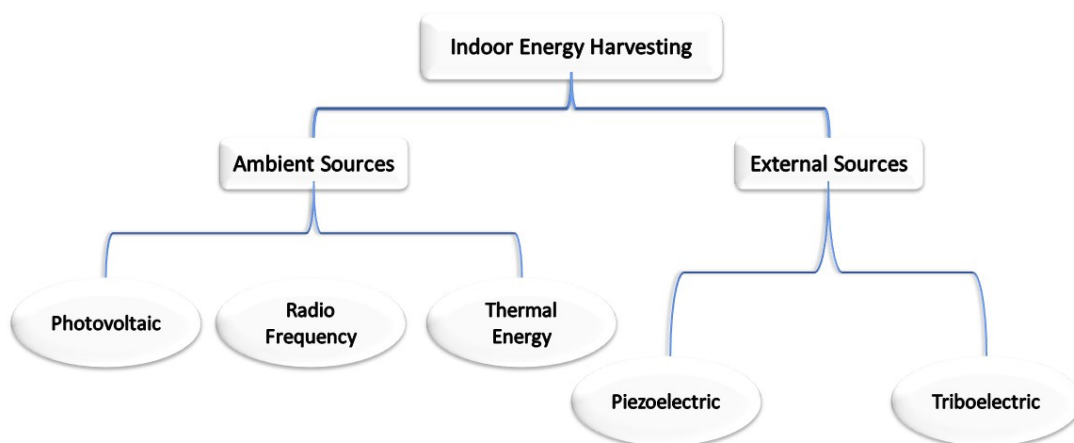 Indoor Energy Harvesting
Ambient Sources
External Sources
Photovoltaic
Radio
Frequency
Thermal
Energy
Piezoelectric
Triboelectric